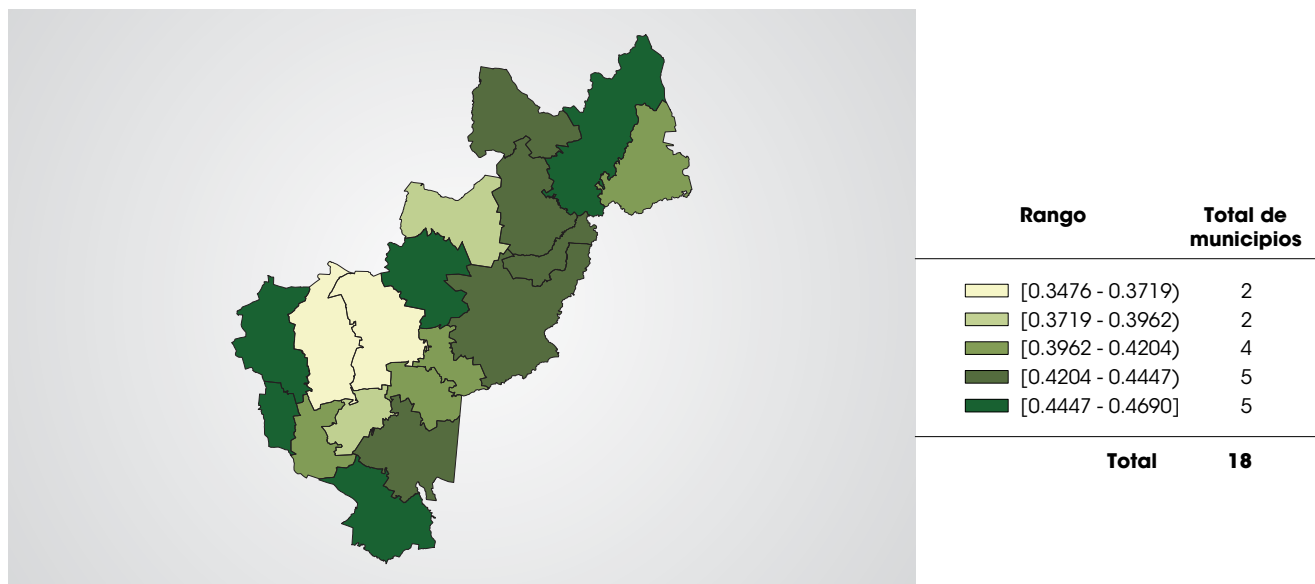 Rango Total de
municipios
[0.3476 - 0.3719) 2
[0.3719 - 0.3962) 2
[0.3962 - 0.4204) 4
[0.4204 - 0.4447) 5
[0.4447 - 0.4690] 5
Total 18